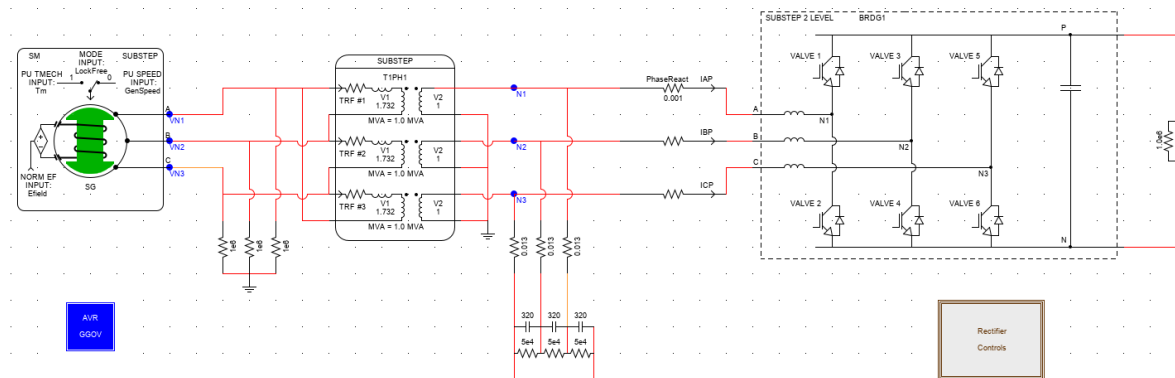 SM
MODE
INPUT:
LockFree
SUBSTEP
PU TMECH
INPUT:
Tm
1
0
PU SPEED
INPUT:
GenSpeed
A
VN1
B
VN2
C
VN3
NORM EF
INPUT:
Efield
SG
1e6
1e6
1e6
SUBSTEP
T1PH1
TRF #1
V1
1.732
V2
1
MVA = 1.0 MVA
TRF #2
V1
1.732
V2
1
MVA = 1.0 MVA
TRF #3
V1
1.732
V2
1
MVA = 1.0 MVA
N1
N2
N3
0.013
0.013
0.013
320
320
320
5e4
5e4
5e4
PhaseReact
0.001
IAP
IBP
ICP
SUBSTEP 2 LEVEL
BRDG1
VALVE 1
VALVE 3
VALVE 5
P
A
N1
B
N2
C
N3
VALVE 2
VALVE 4
VALVE 6
N
1.0e6
AVR
GGOV
Rectifier
Controls